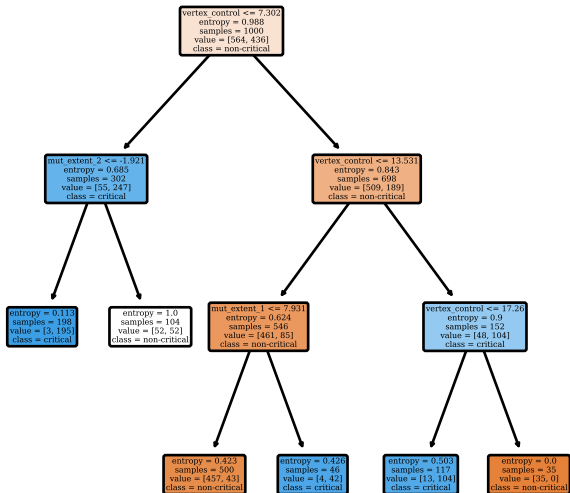 vertex_control <= 7.302
entropy = 0.988
samples = 1000
value = [564, 436]
class = non-critical
mut_extent_2 <= -1.921
entropy = 0.685
samples = 302
value = [55, 247]
class = critical
vertex_control <= 13.531
entropy = 0.843
samples = 698
value = [509, 189]
class = non-critical
entropy = 0.113
samples = 198
value = [3, 195]
class = critical
entropy = 1.0
samples = 104
value = [52, 52]
class = non-critical
mut_extent_1 <= 7.931
entropy = 0.624
samples = 546
value = [461, 85]
class = non-critical
vertex_control <= 17.26
entropy = 0.9
samples = 152
value = [48, 104]
class = critical
entropy = 0.423
samples = 500
value = [457, 43]
class = non-critical
entropy = 0.426
samples = 46
value = [4, 42]
class = critical
entropy = 0.503
samples = 117
value = [13, 104]
class = critical
entropy = 0.0
samples = 35
value = [35, 0]
class = non-critical